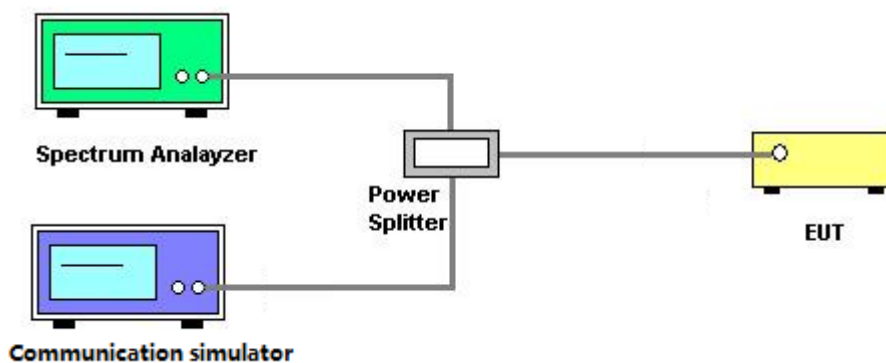 Spectrum Analayzer
Power
Splitter
EUT
Communication simulator